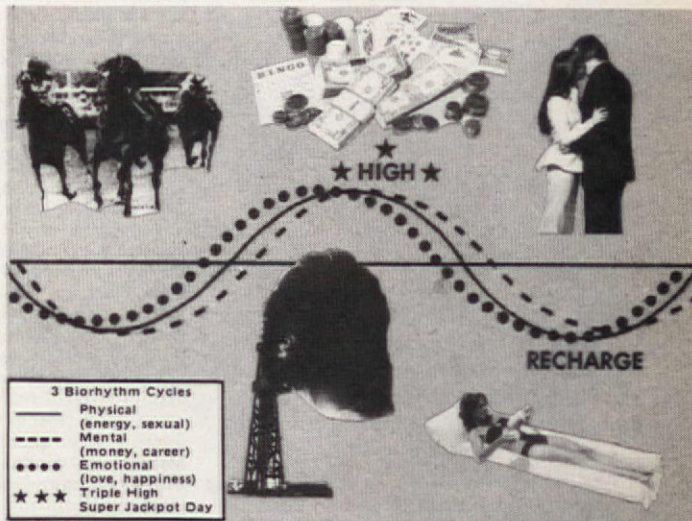 BINGO
★
★ HIGH ★
RECHARGE
3 Biorhythm Cycles
Physical
(energy, sexual)
Mental
(money, career)
Emotional
(love, happiness)
★★★ Triple High
Super Jackpot Day